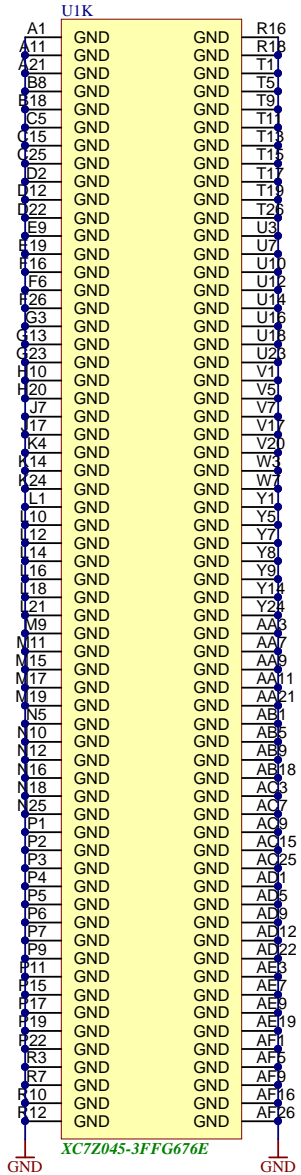 U1K
A1 GND GND R16
A11 GND GND R18
A21 GND GND T1
B8 GND GND T5
B18 GND GND T9
C5 GND GND T11
C15 GND GND T13
C25 GND GND T15
D2 GND GND T17
D12 GND GND T19
D22 GND GND T26
E9 GND GND U3
E19 GND GND U7
F16 GND GND U10
F6 GND GND U12
F26 GND GND U14
G3 GND GND U16
G13 GND GND U18
G23 GND GND U23
H10 GND GND V1
H20 GND GND V5
J7 GND GND V7
J17 GND GND V17
K4 GND GND V20
K14 GND GND W3
K24 GND GND W7
L1 GND GND Y1
L10 GND GND Y5
L12 GND GND Y7
L14 GND GND Y8
L16 GND GND Y9
L18 GND GND Y14
L21 GND GND Y24
M9 GND GND AA3
M11 GND GND AA7
M15 GND GND AA9
M17 GND GND AA11
M19 GND GND AA21
N5 GND GND AB1
N10 GND GND AB5
N12 GND GND AB9
N16 GND GND AB18
N18 GND GND AC3
N25 GND GND AC7
P1 GND GND AC9
P2 GND GND AC15
P3 GND GND AC25
P4 GND GND AD1
P5 GND GND AD5
P6 GND GND AD9
P7 GND GND AD12
P9 GND GND AD22
P11 GND GND AE3
P15 GND GND AE7
P17 GND GND AE9
P19 GND GND AE19
P22 GND GND AF1
R3 GND GND AF5
R7 GND GND AF9
R10 GND GND AF16
R12 GND GND AF26
XC7Z045-3FFG676E
GND GND